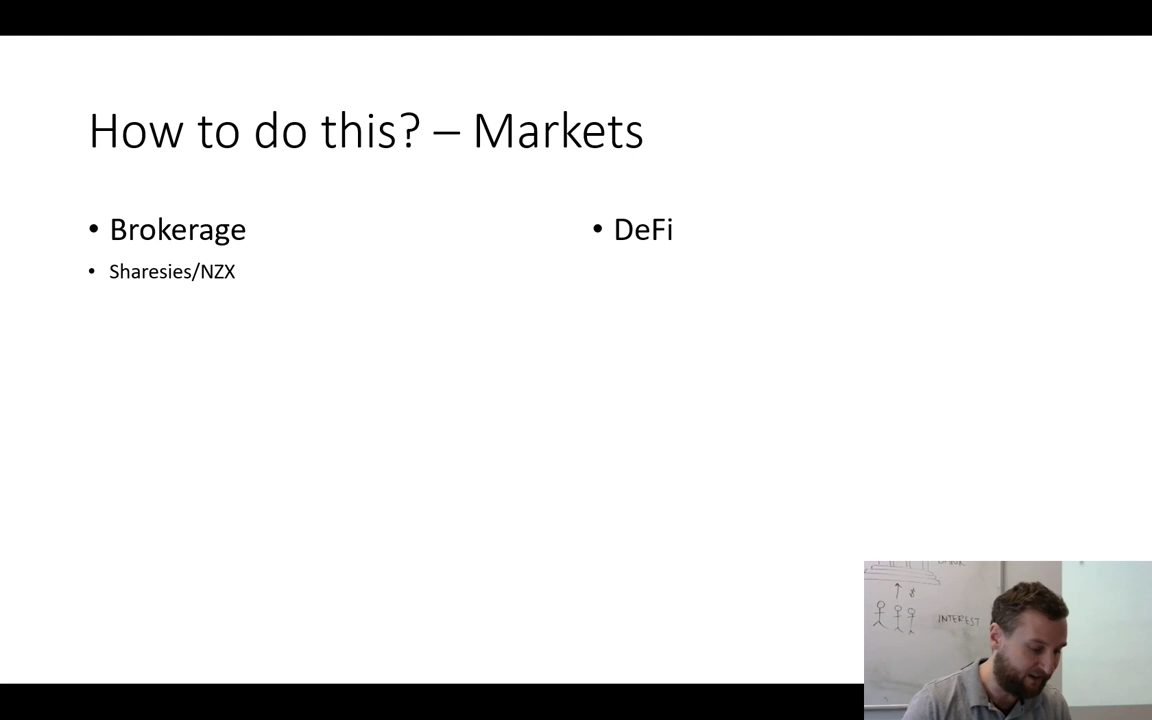 How to do this? – Markets
• Brokerage
• Sharesies/NZX
• DeFi
$
INTEREST